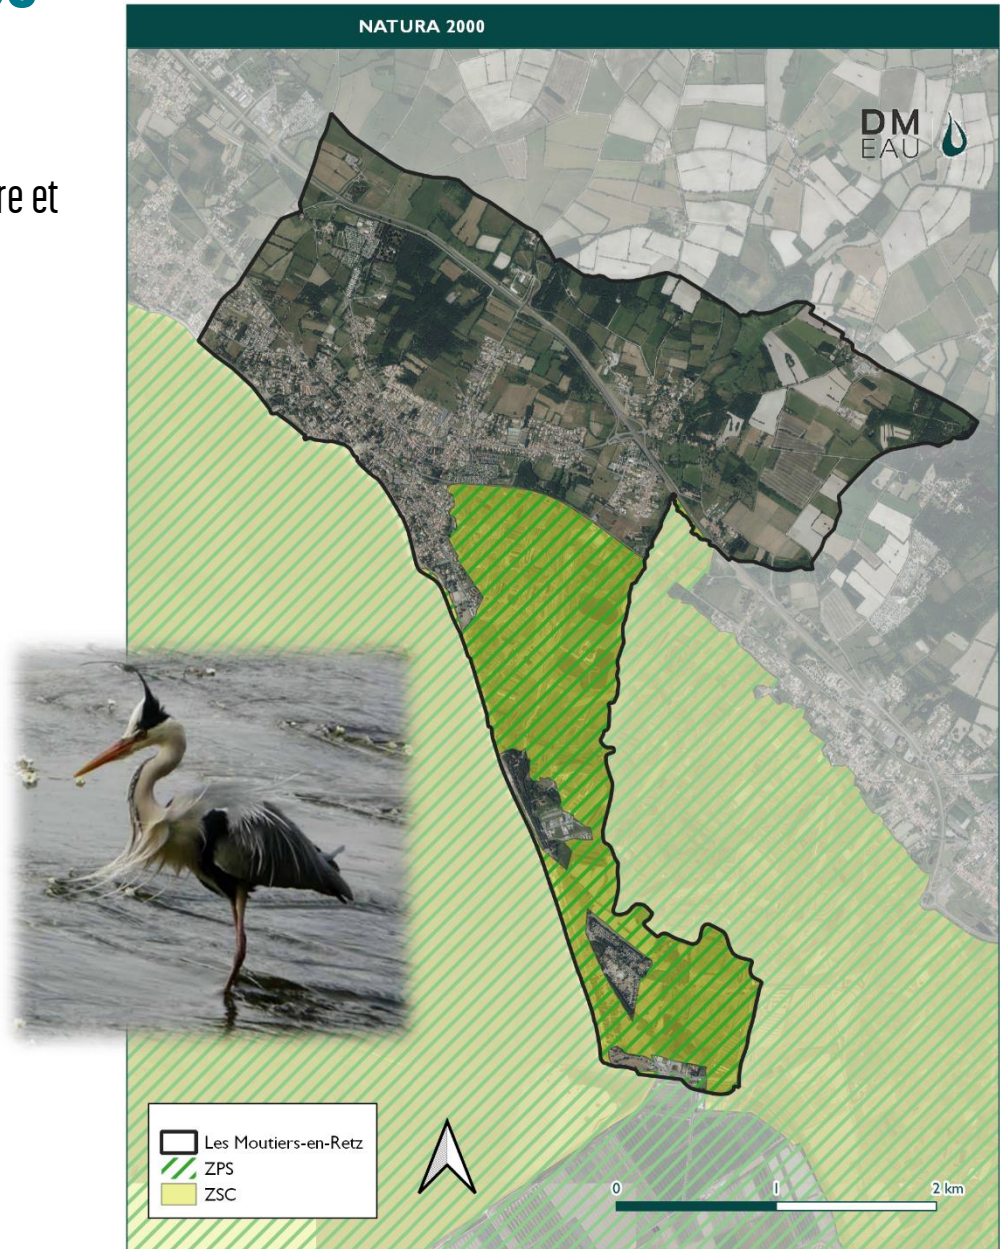 NATURA 2000
DM
EAU
re et
Les Moutiers-en-Retz
ZPS
ZSC
0 1 2 km